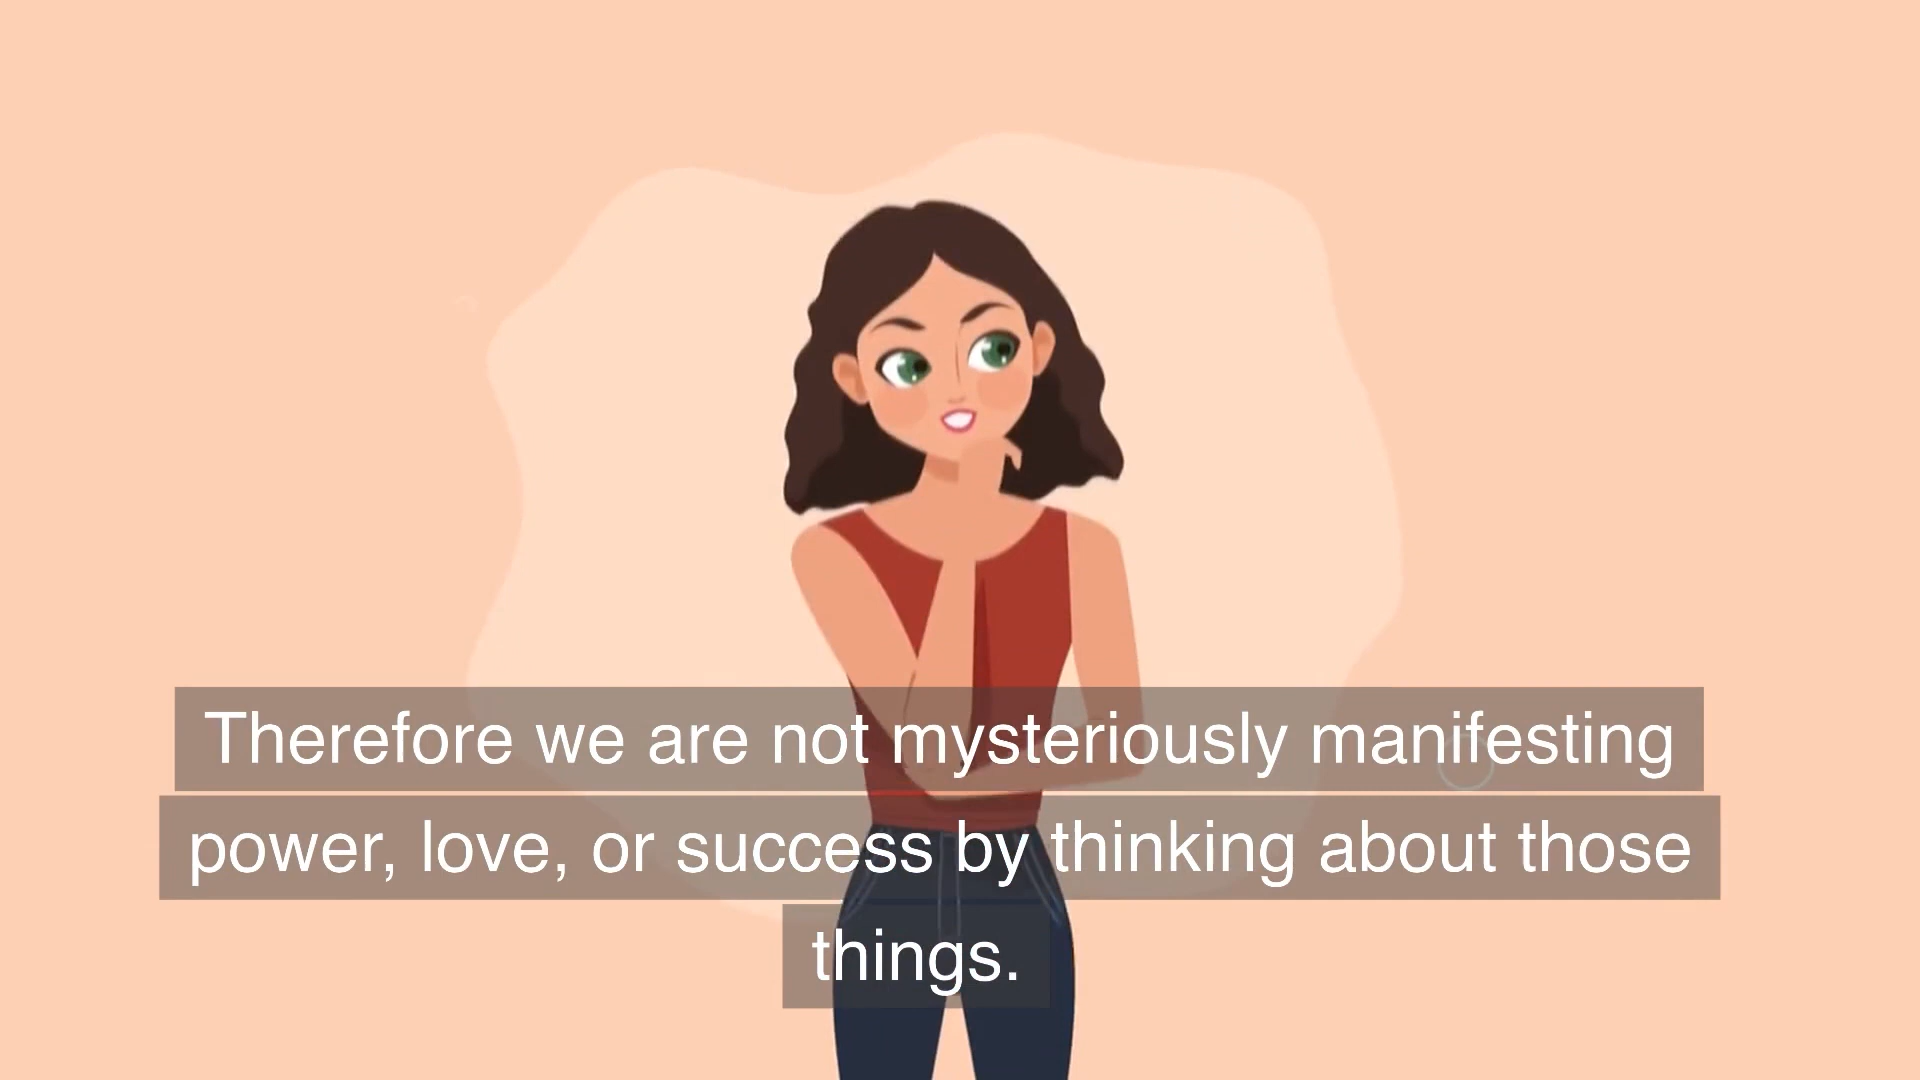 Therefore we are not mysteriously manifesting
power, love, or success by thinking about those
things.